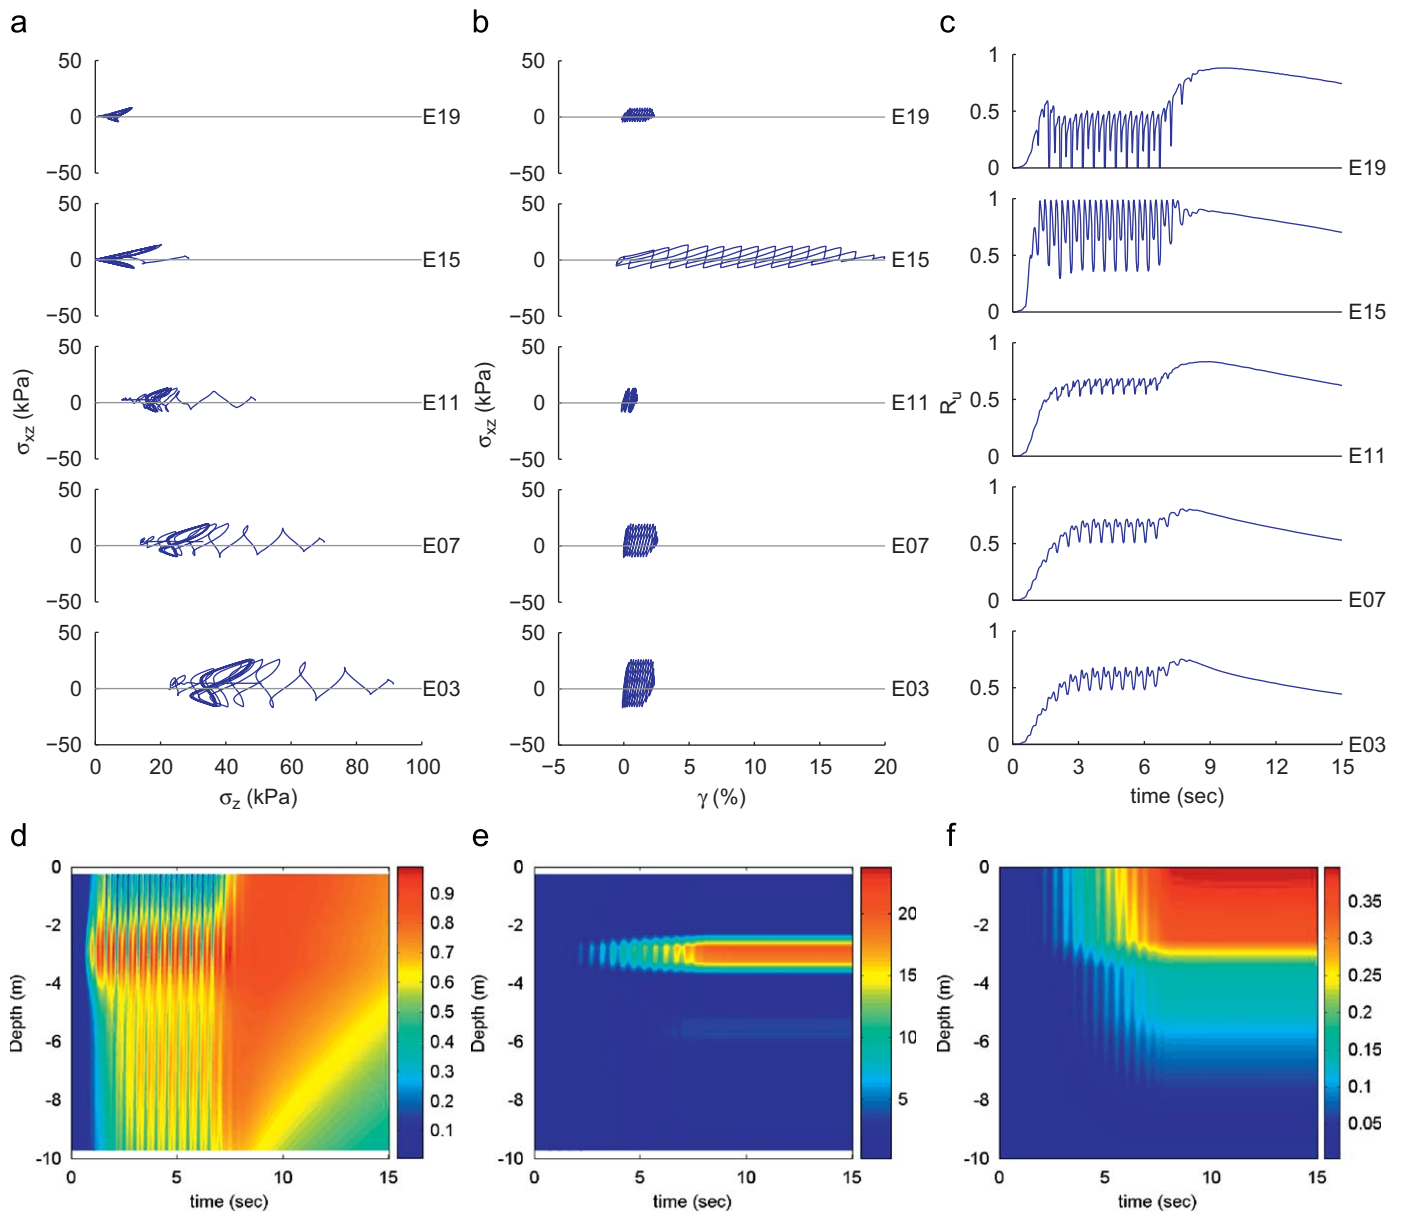 a
50
0
−50
E19
50
0
−50
E15
50
0
−50
E11
50
0
−50
E07
50
0
−50
E03
0 20 40 60 80 100
σxz (kPa)
σz (kPa)
b
50
0
−50
E19
50
0
−50
E15
50
0
−50
E11
50
0
−50
E07
50
0
−50
E03
−5 0 5 10 15 20
σxz (kPa)
γ (%)
c
1
0.5
0
E19
1
0.5
0
E15
1
0.5
0
E11
1
0.5
0
E07
1
0.5
0
E03
0 3 6 9 12 15
Ru
time (sec)
d
0
-2
-4
-6
-8
-10
0 5 10 15
Depth (m)
time (sec)
0.9
0.8
0.7
0.6
0.5
0.4
0.3
0.2
0.1
e
0
-2
-4
-6
-8
-10
0 5 10 15
Depth (m)
time (sec)
20
15
10
5
f
0
-2
-4
-6
-8
-10
0 5 10 15
Depth (m)
time (sec)
0.35
0.3
0.25
0.2
0.15
0.1
0.05